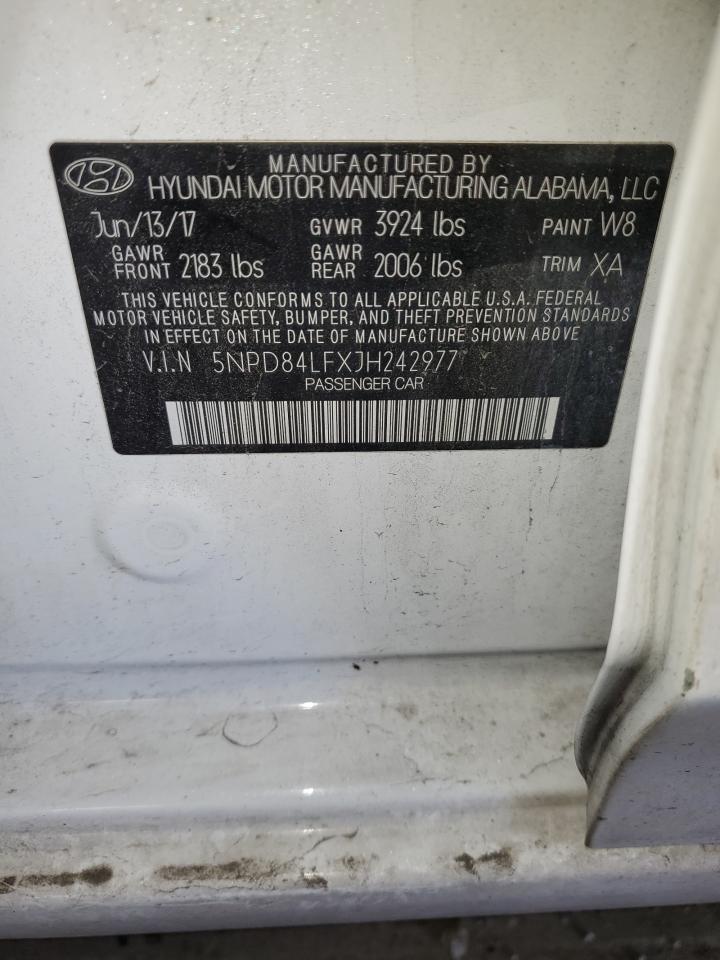 MANUFACTURED BY
HYUNDAI MOTOR MANUFACTURING ALABAMA, LLC
Jun/13/17 GVWR 3924 lbs PAINT W8
GAWR FRONT 2183 lbs GAWR REAR 2006 lbs TRIM XA
THIS VEHICLE CONFORMS TO ALL APPLICABLE U.S.A. FEDERAL
MOTOR VEHICLE SAFETY, BUMPER, AND THEFT PREVENTION STANDARDS
IN EFFECT ON THE DATE OF MANUFACTURE SHOWN ABOVE.
V.I.N 5NPD84LFXJH242977
PASSENGER CAR